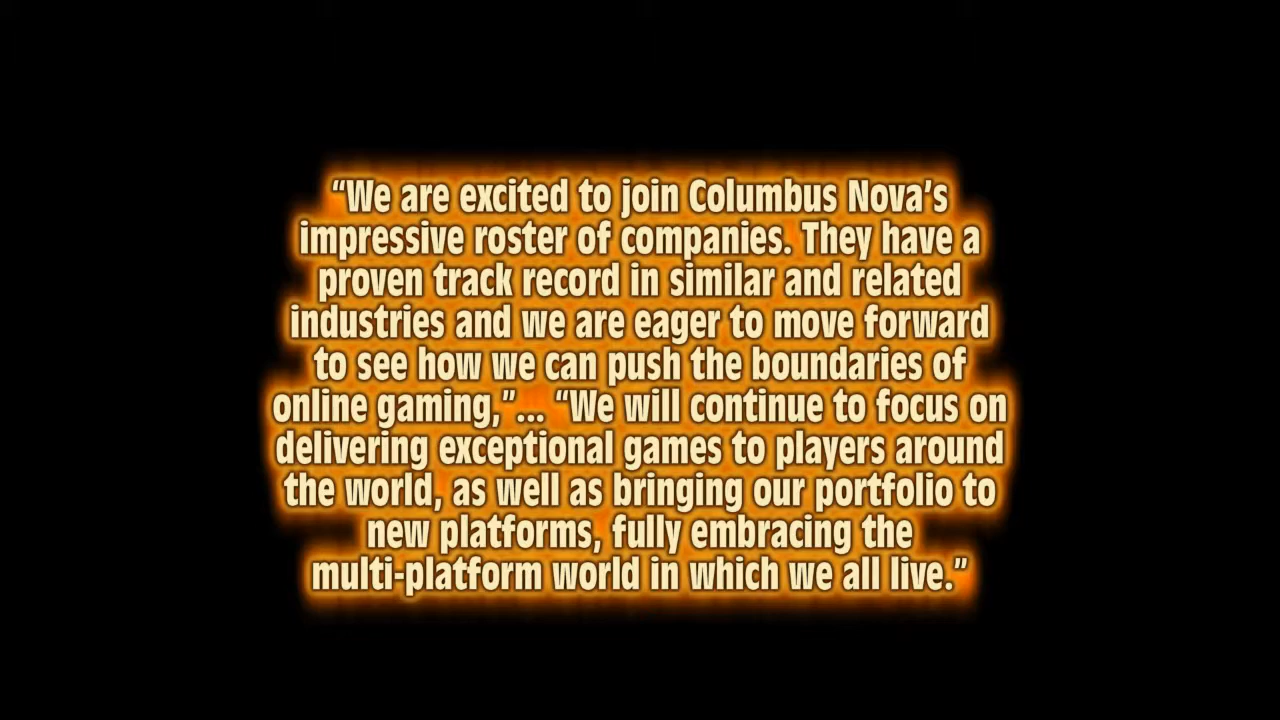 “We are excited to join Columbus Nova’s
impressive roster of companies. They have a
proven track record in similar and related
industries and we are eager to move forward
to see how we can push the boundaries of
online gaming,”... “We will continue to focus on
delivering exceptional games to players around
the world, as well as bringing our portfolio to
new platforms, fully embracing the
multi-platform world in which we all live.”